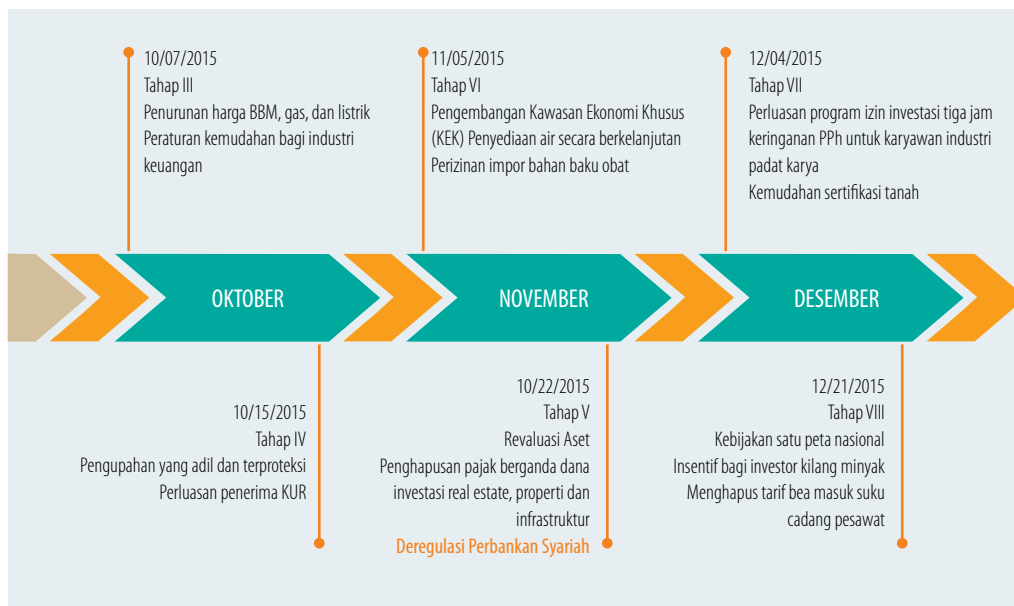 10/07/2015
Tahap III
Penurunan harga BBM, gas, dan listrik
Peraturan kemudahan bagi industri
keuangan
11/05/2015
Tahap VI
Pengembangan Kawasan Ekonomi Khusus
(KEK) Penyediaan air secara berkelanjutan
Perizinan impor bahan baku obat
12/04/2015
Tahap VII
Perluasan program izin investasi tiga jam
keringanan PPh untuk karyawan industri
padat karya
Kemudahan sertifikasi tanah
OKTOBER
NOVEMBER
DESEMBER
10/15/2015
Tahap IV
Pengupahan yang adil dan terproteksi
Perluasan penerima KUR
10/22/2015
Tahap V
Revaluasi Aset
Penghapusan pajak berganda dana
investasi real estate, properti dan
infrastruktur
Deregulasi Perbankan Syariah
12/21/2015
Tahap VIII
Kebijakan satu peta nasional
Insentif bagi investor kilang minyak
Menghapus tarif bea masuk suku
cadang pesawat